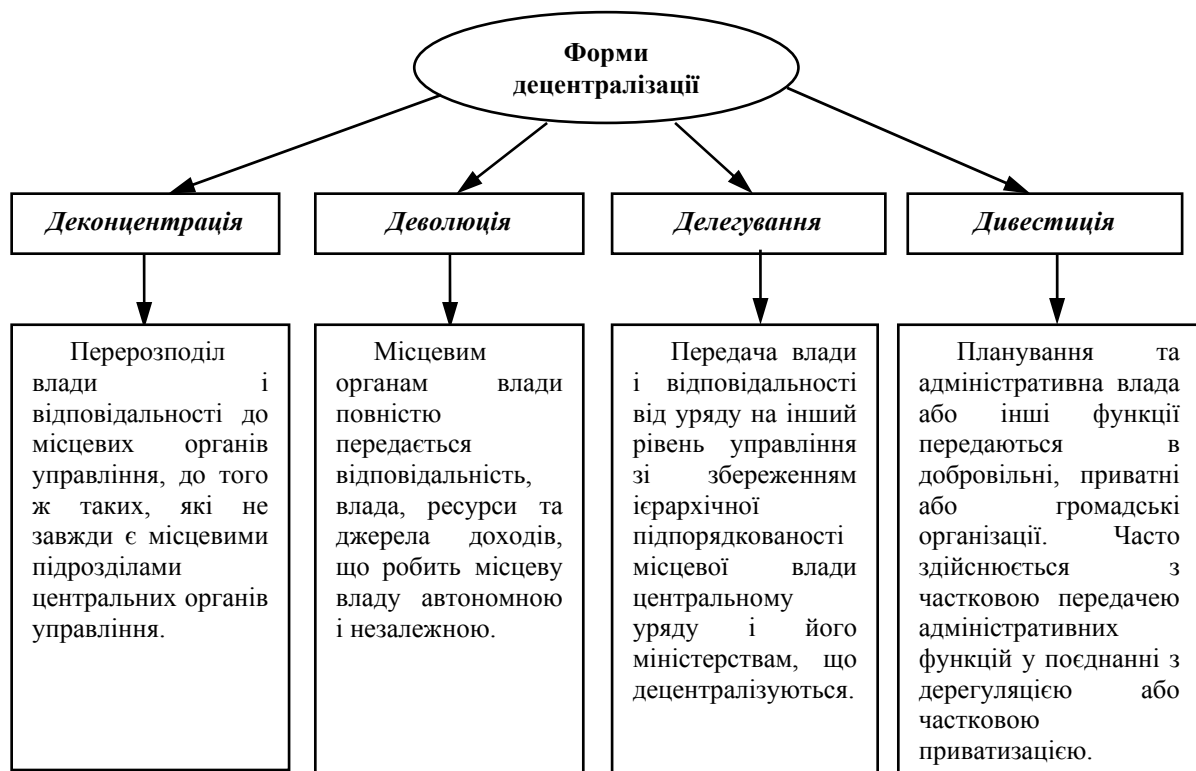 Форми
децентралізації
Деконцентрація
Деволюція
Делегування
Дивестиція
Перерозподіл
влади і
відповідальності до
місцевих органів
управління, до того
ж таких, які не
завжди є місцевими
підрозділами
центральних органів
управління.
Місцевим
органам влади
повністю
передається
відповідальність,
влада, ресурси та
джерела доходів,
що робить місцеву
владу автономною
і незалежною.
Передача влади
і відповідальності
від уряду на інший
рівень управління
зі збереженням
ієрархічної
підпорядкованості
місцевої влади
центральному
уряду і його
міністерствам, що
децентралізуються.
Планування та
адміністративна влада
або інші функції
передаються в
добровільні, приватні
або громадські
організації. Часто
здійснюється з
частковою передачею
адміністративних
функцій у поєднанні з
дерегуляцією або
частковою
приватизацією.